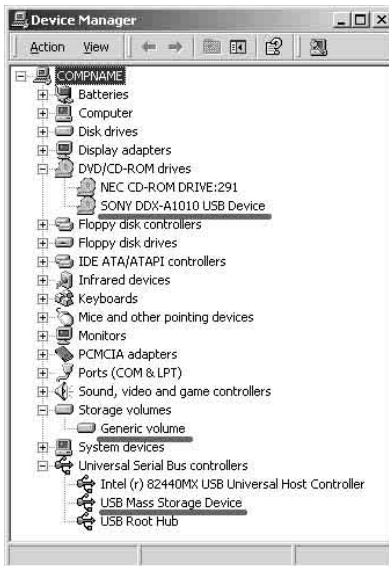 Device Manager
Action View
COMPNAME
Batteries
Computer
Disk drives
Display adapters
DVD/CD-ROM drives
NEC CD-ROM DRIVE:291
SONY DDX-A1010 USB Device
Floppy disk controllers
Floppy disk drives
IDE ATA/ATAPI controllers
Infrared devices
Keyboards
Mice and other pointing devices
Monitors
PCMCIA adapters
Ports (COM & LPT)
Sound, video and game controllers
Storage volumes
Generic volume
System devices
Universal Serial Bus controllers
Intel (r) 82440MX USB Universal Host Controller
USB Mass Storage Device
USB Root Hub